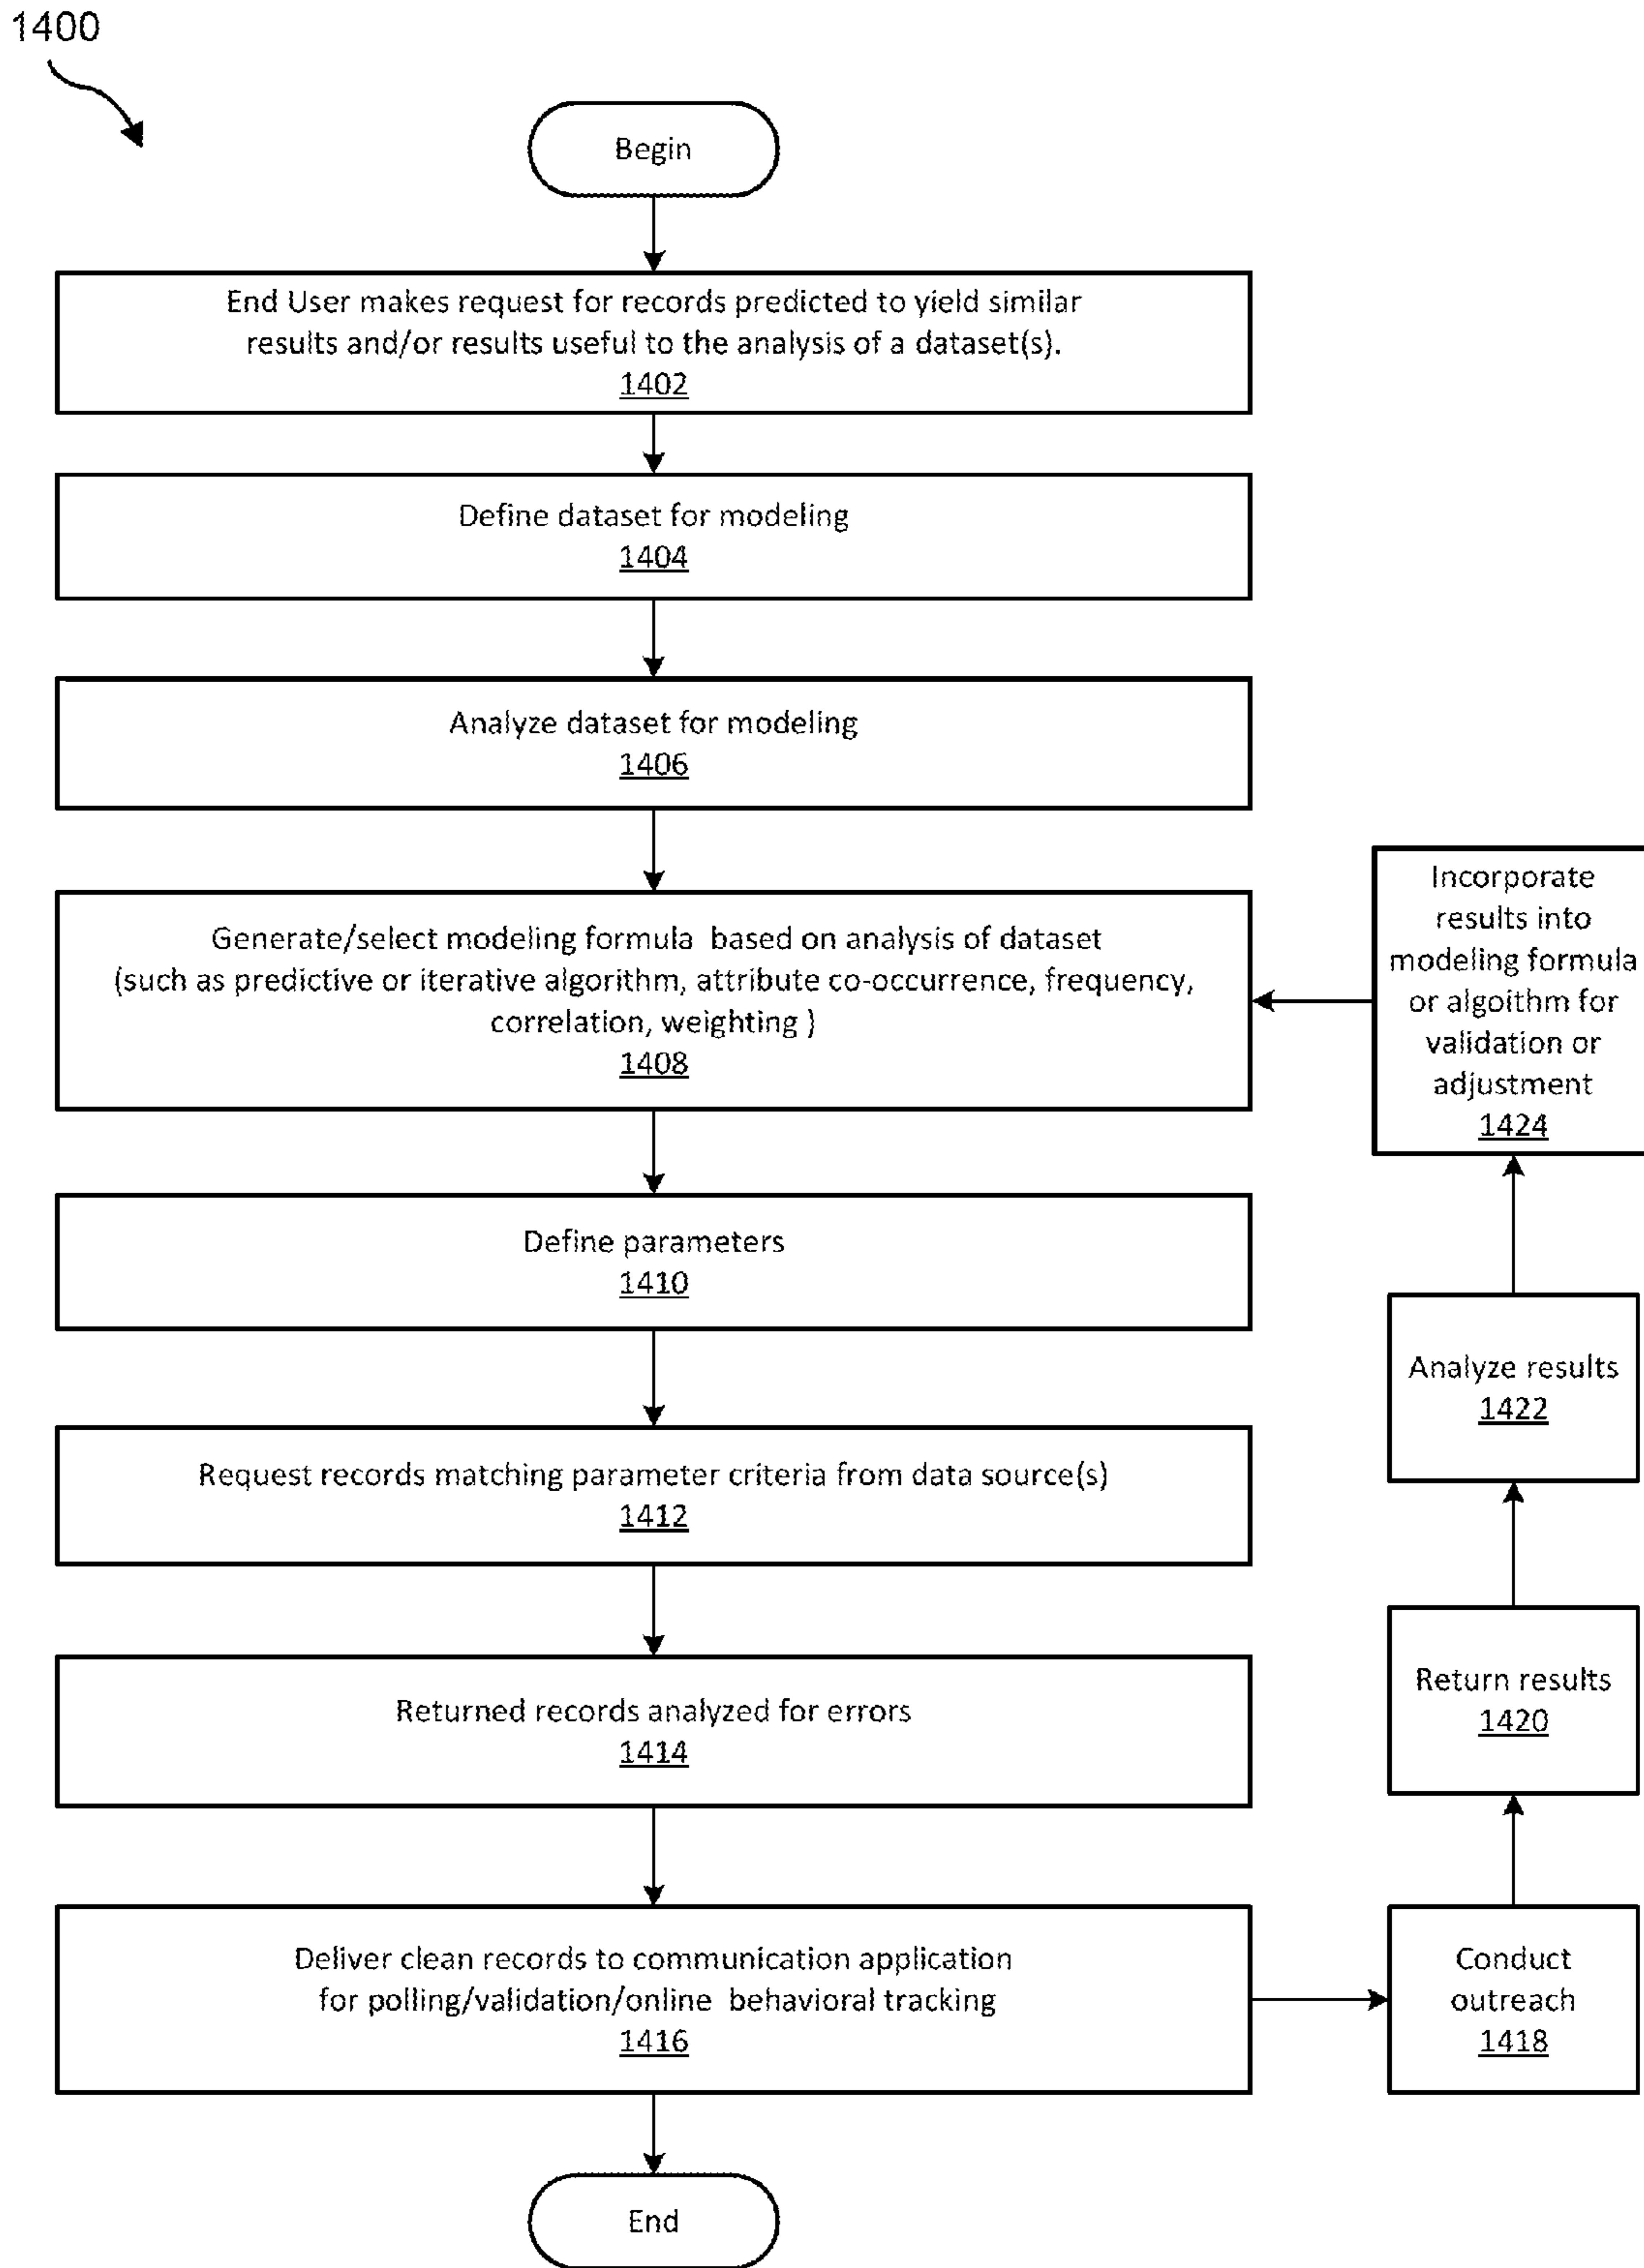 1400
Begin
End User makes request for records predicted to yield similar
results and/or results useful to the analysis of a dataset(s).
1402
Define dataset for modeling
1404
Analyze dataset for modeling
1406
Generate/select modeling formula based on analysis of dataset
(such as predictive or iterative algorithm, attribute co-occurrence, frequency,
correlation, weighting )
1408
Define parameters
1410
Request records matching parameter criteria from data source(s)
1412
Returned records analyzed for errors
1414
Deliver clean records to communication application
for polling/validation/online behavioral tracking
1416
End
Conduct
outreach
1418
Return results
1420
Analyze results
1422
Incorporate
results into
modeling formula
or algoithm for
validation or
adjustment
1424